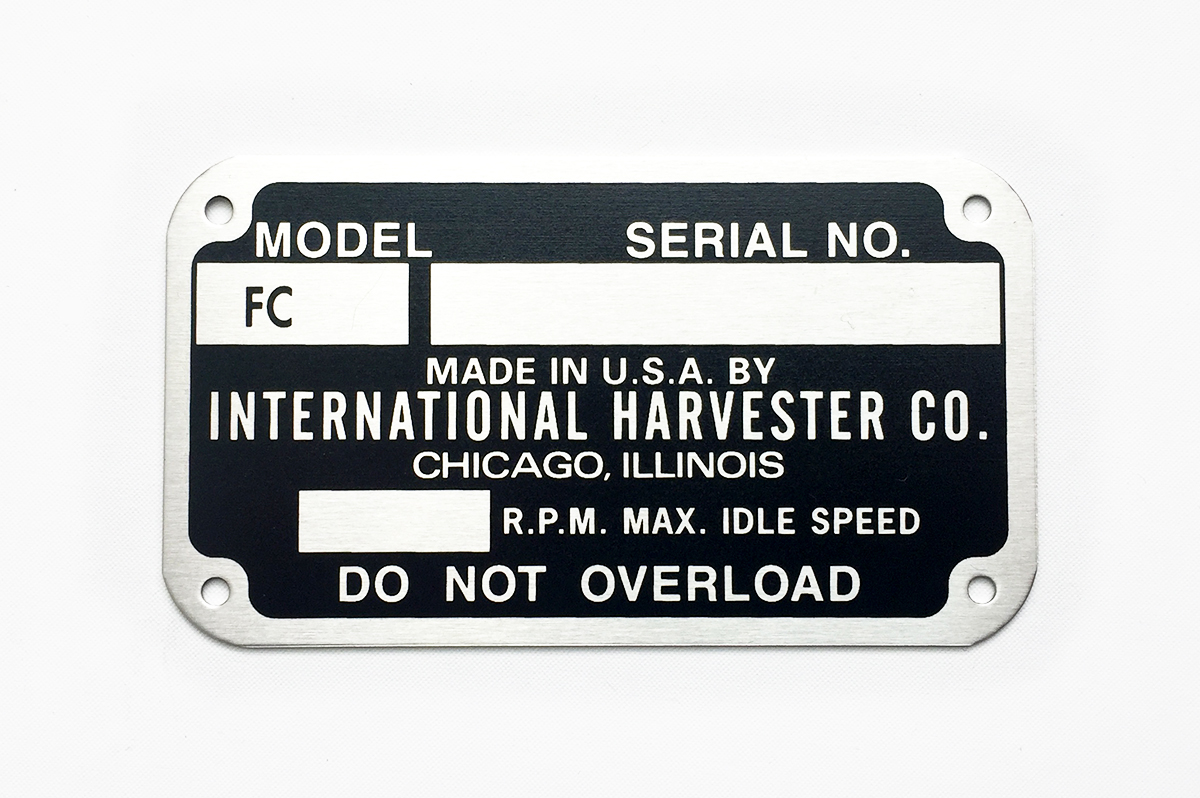 MODEL SERIAL NO.
FC
MADE IN U.S.A. BY
INTERNATIONAL HARVESTER CO.
CHICAGO, ILLINOIS
R.P.M. MAX. IDLE SPEED
DO NOT OVERLOAD